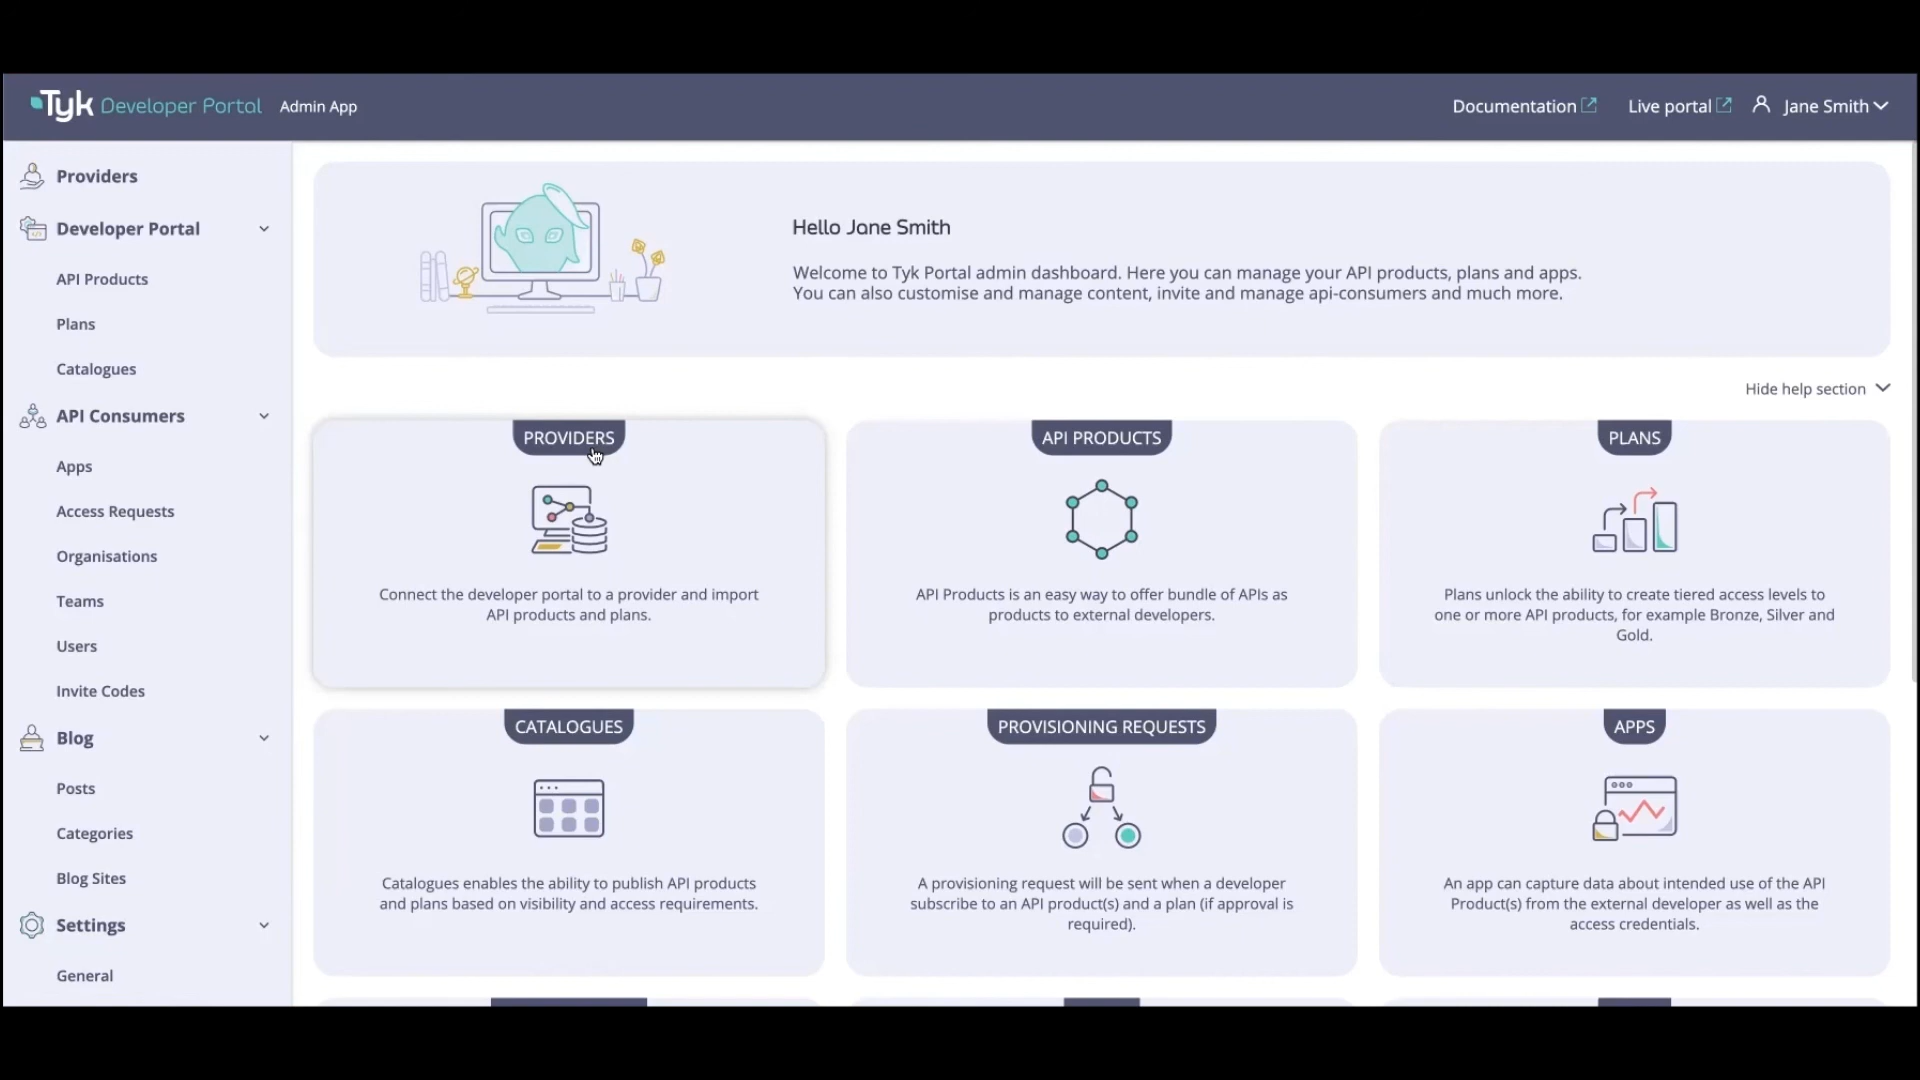 Tyk Developer Portal Admin App
Documentation
Live portal
Jane Smith
Providers
Developer Portal
API Products
Plans
Catalogues
API Consumers
Apps
Access Requests
Organisations
Teams
Users
Invite Codes
Blog
Posts
Categories
Blog Sites
Settings
General
Hello Jane Smith
Welcome to Tyk Portal admin dashboard. Here you can manage your API products, plans and apps.
You can also customise and manage content, invite and manage api-consumers and much more.
Hide help section
PROVIDERS
Connect the developer portal to a provider and import
API products and plans.
API PRODUCTS
API Products is an easy way to offer bundle of APIs as
products to external developers.
PLANS
Plans unlock the ability to create tiered access levels to
one or more API products, for example Bronze, Silver and
Gold.
CATALOGUES
Catalogues enables the ability to publish API products
and plans based on visibility and access requirements.
PROVISIONING REQUESTS
A provisioning request will be sent when a developer
subscribe to an API product(s) and a plan (if approval is
required).
APPS
An app can capture data about intended use of the API
Product(s) from the external developer as well as the
access credentials.